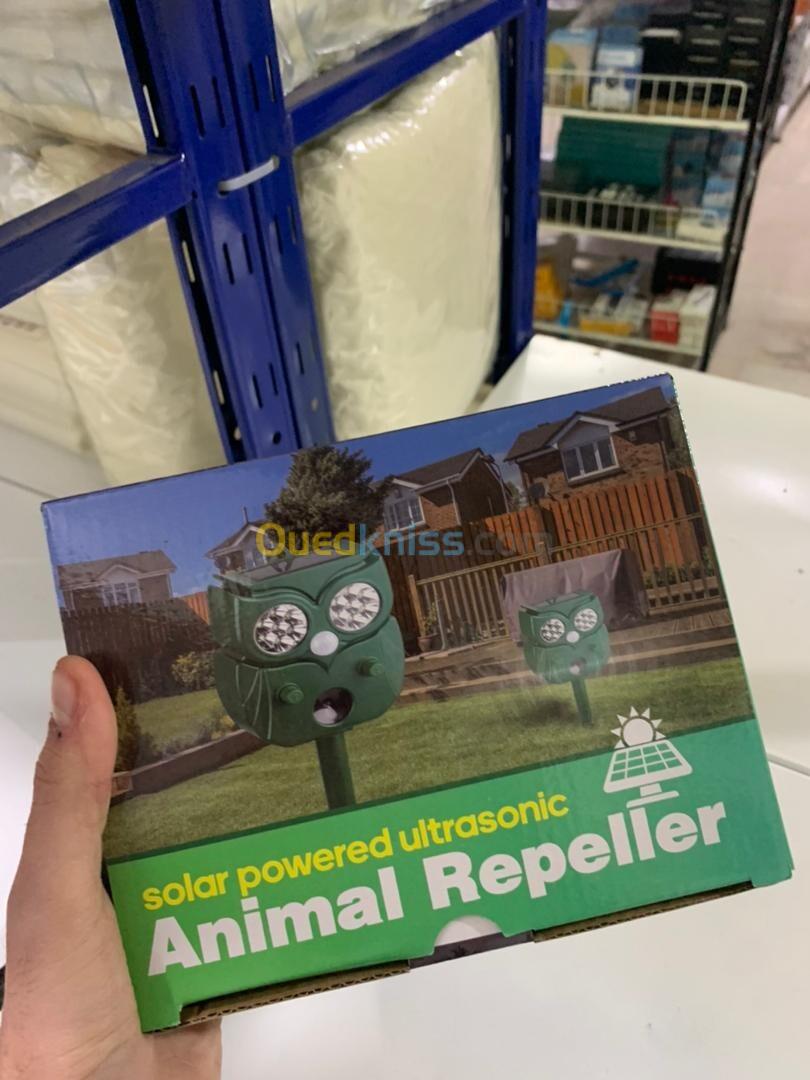 Ouedkniss.com
solar powered ultrasonic
Animal Repeller